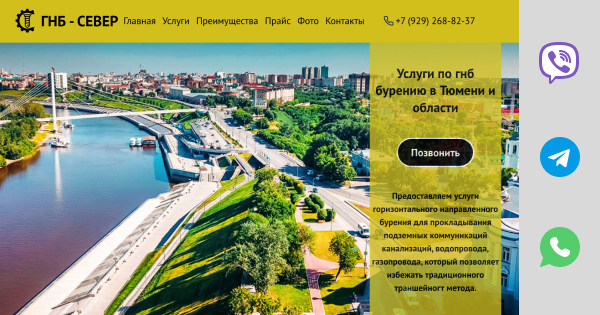 ГНБ - СЕВЕР Главная Услуги Преимущества Прайс Фото Контакты +7 (929) 268-82-37
Услуги по гнб
бурению в Тюмени и
области
Позвонить
Предоставляем услуги
горизонтального направленного
бурения для прокладывания
подземных коммуникаций
канализаций, водопровода,
газопровода, который позволяет
избежать традиционного
траншейного метода.